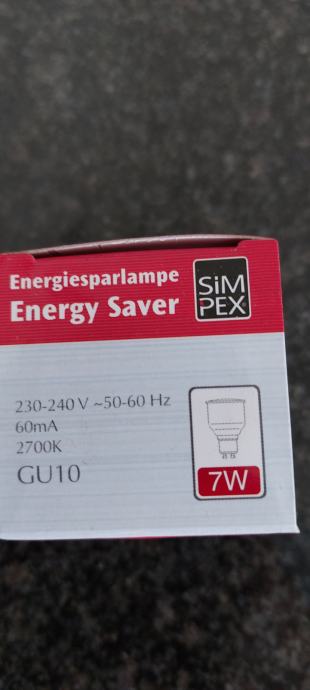 Energiesparlampe
Energy Saver
SiM
PEX
230-240 V ~50-60 Hz
60mA
2700K
GU10
7W